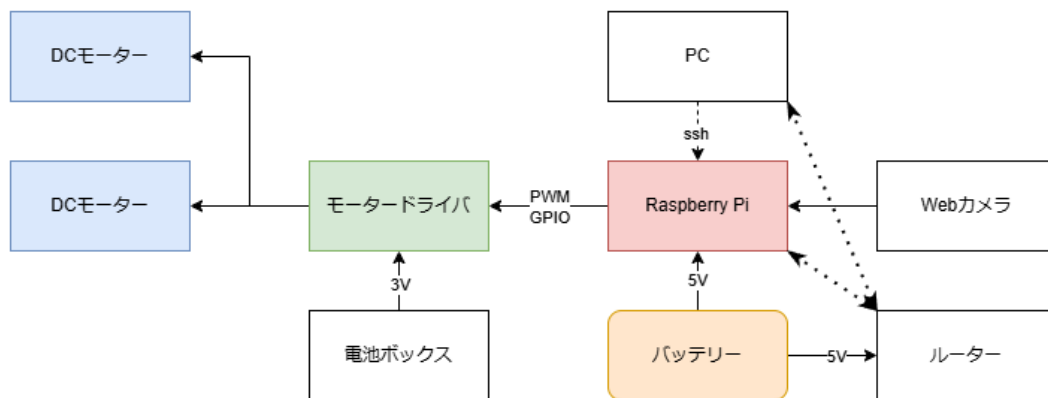 DCモーター
PC
ssh
DCモーター
モータードライバ
PWM
GPIO
Raspberry Pi
Webカメラ
3V
5V
電池ボックス
バッテリー
5V
ルーター